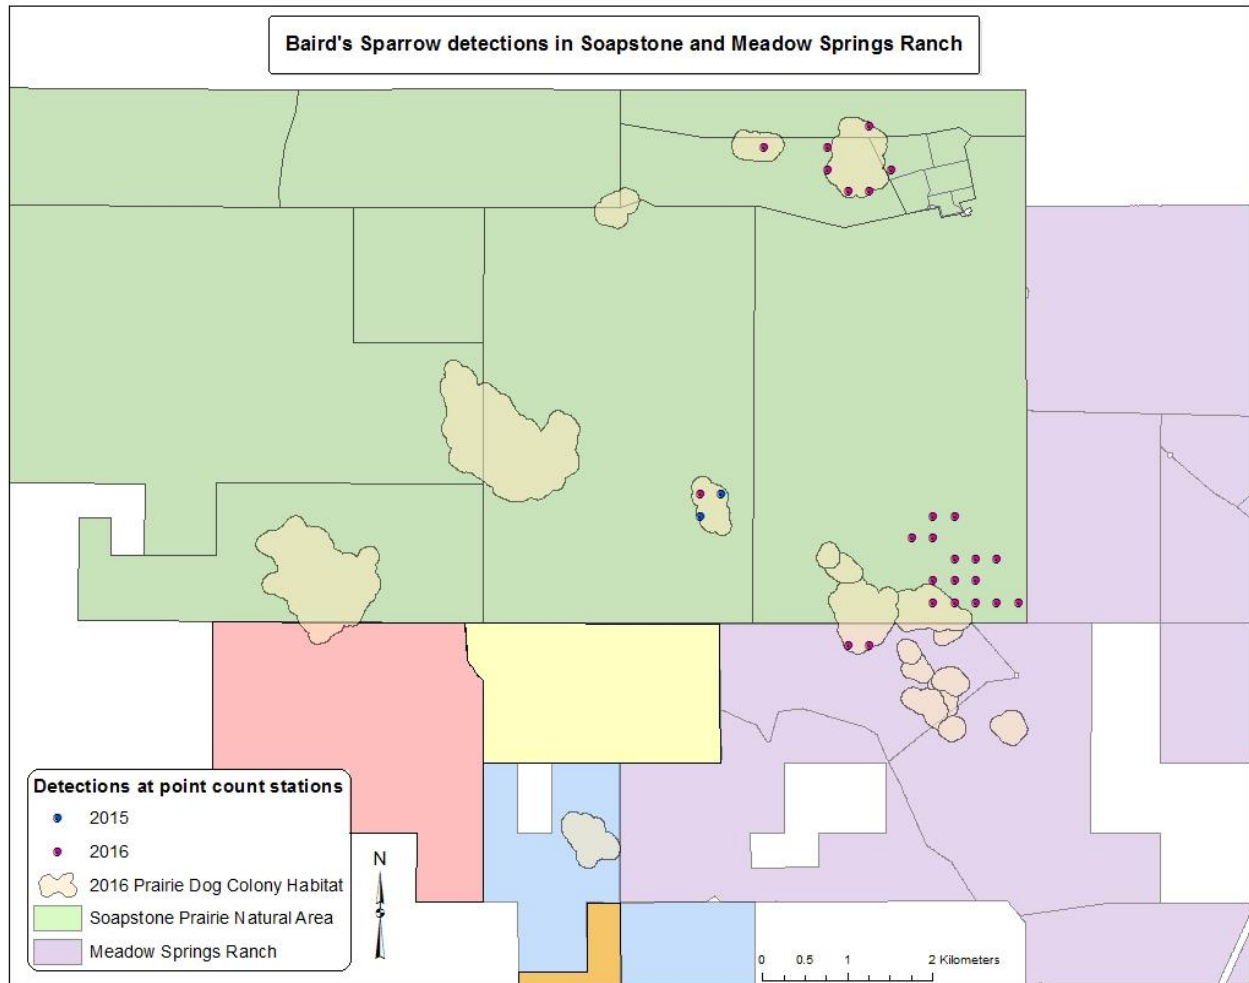 Baird's Sparrow detections in Soapstone and Meadow Springs Ranch
Detections at point count stations
2015
2016
2016 Prairie Dog Colony Habitat
Soapstone Prairie Natural Area
Meadow Springs Ranch
N
0 0.5 1 2 Kilometers